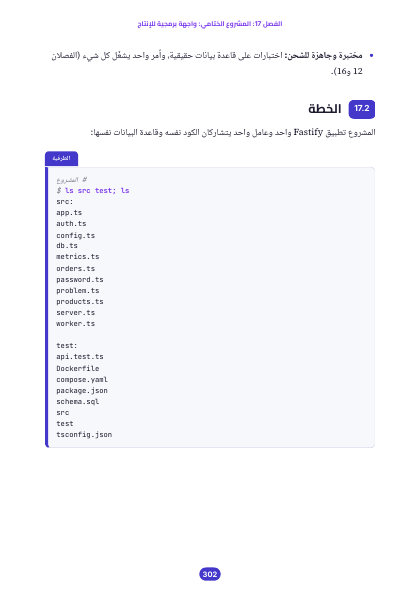 الفصل 17: المشروع الختامي: واجهة برمجية للإنتاج
• مختبرة وجاهزة للشحن: اختبارات على قاعدة بيانات حقيقية، وأمر واحد يشغّل كل شيء (الفصلان
12 و16).
17.2 الخطة
المشروع تطبيق Fastify واحد وعامل واحد يتشاركان الكود نفسه وقاعدة البيانات نفسها:
الطرفية
# المشروع
$ ls src test; ls
src:
app.ts
auth.ts
config.ts
db.ts
metrics.ts
orders.ts
password.ts
problem.ts
products.ts
server.ts
worker.ts
test:
api.test.ts
Dockerfile
compose.yaml
package.json
schema.sql
src
test
tsconfig.json
302